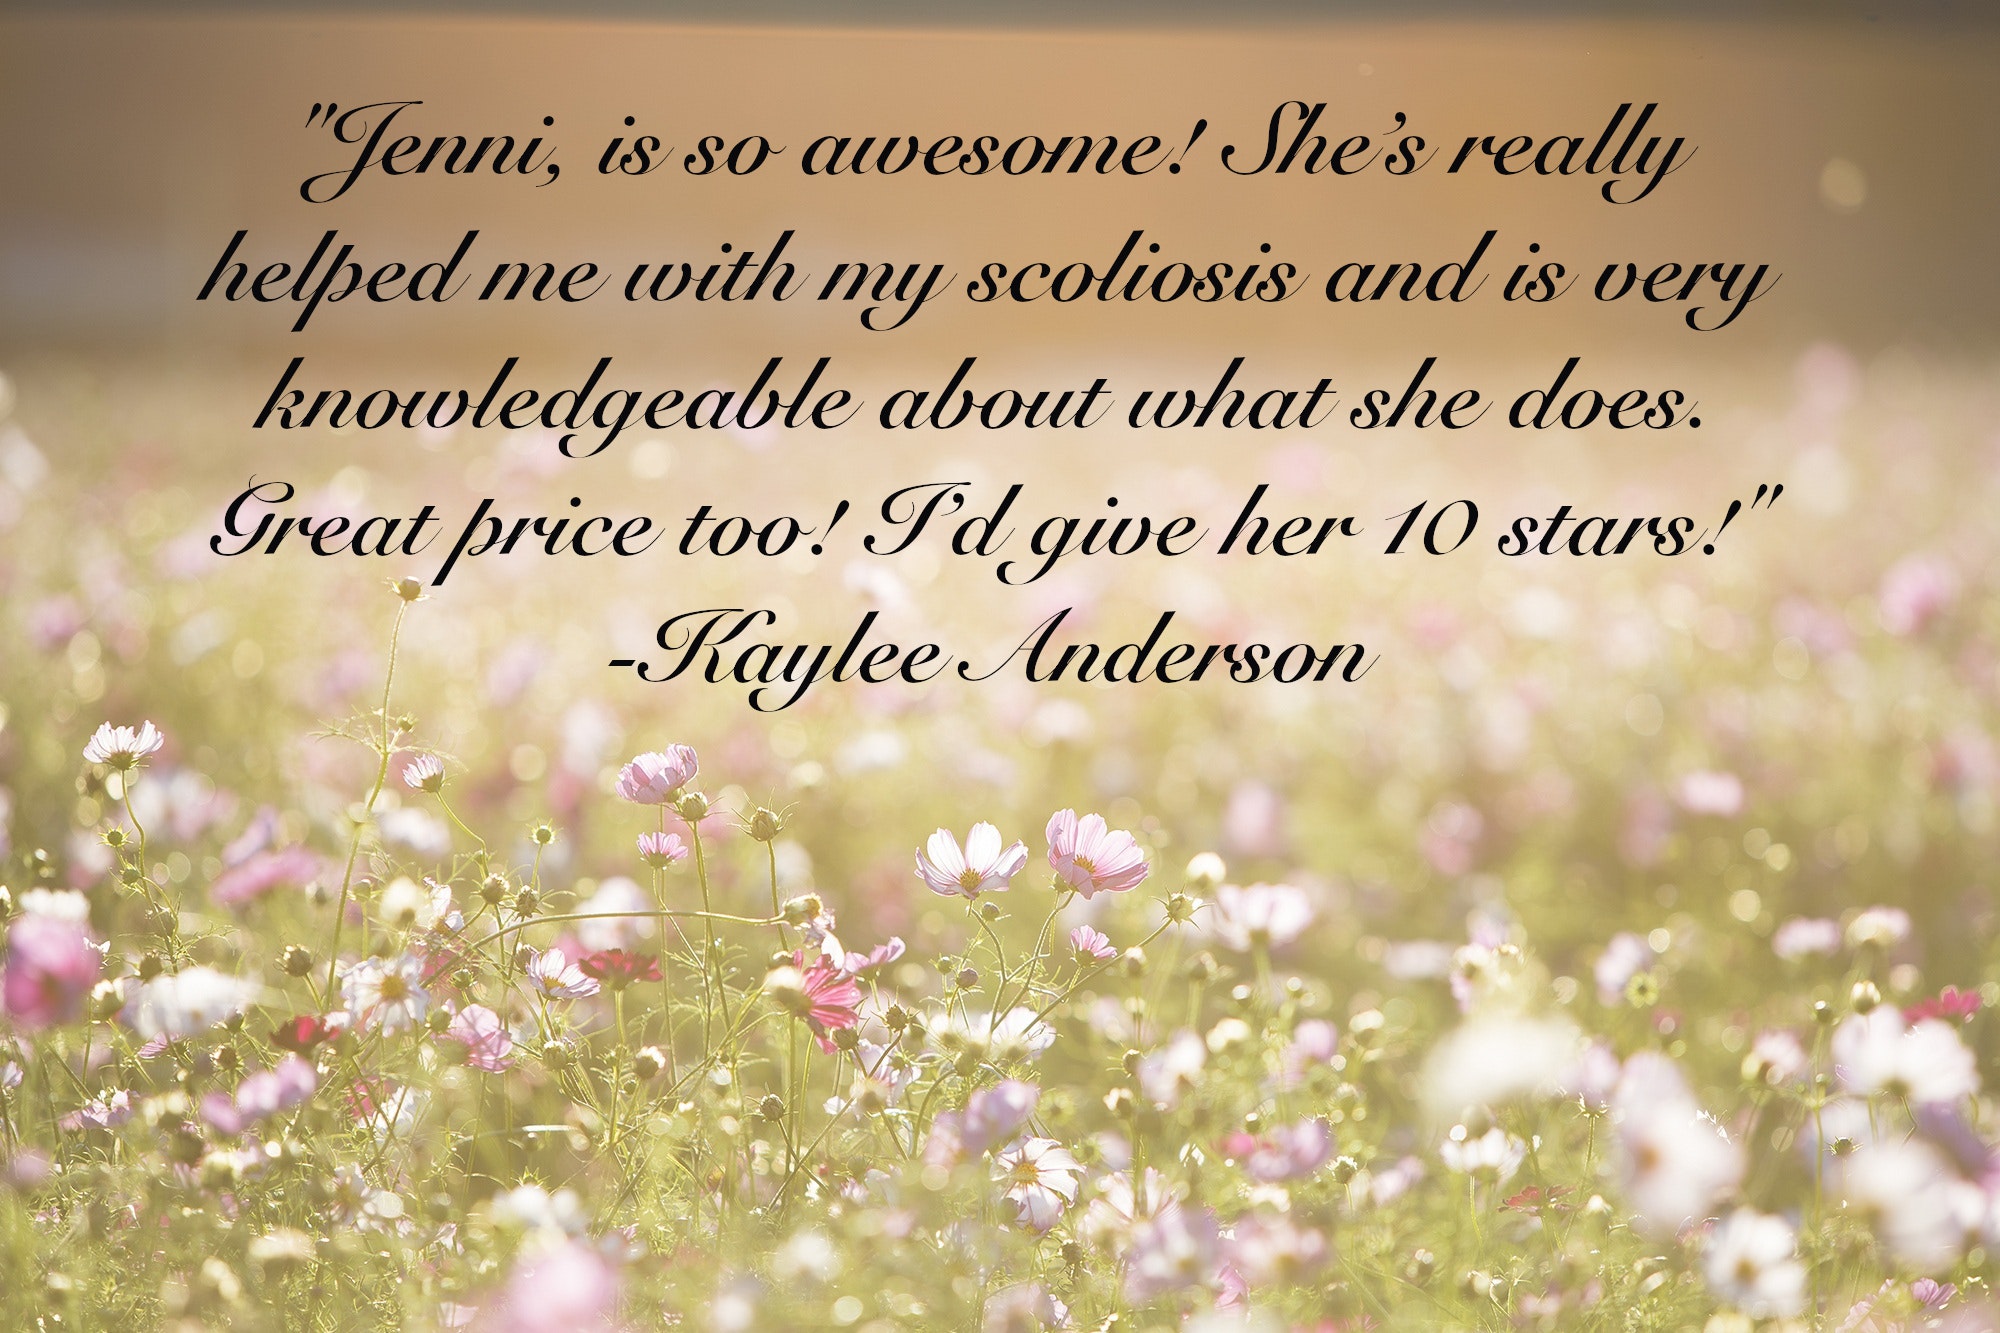 "Jenni, is so awesome! She’s really
helped me with my scoliosis and is very
knowledgeable about what she does.
Great price too! I’d give her 10 stars!"
-Kaylee Anderson